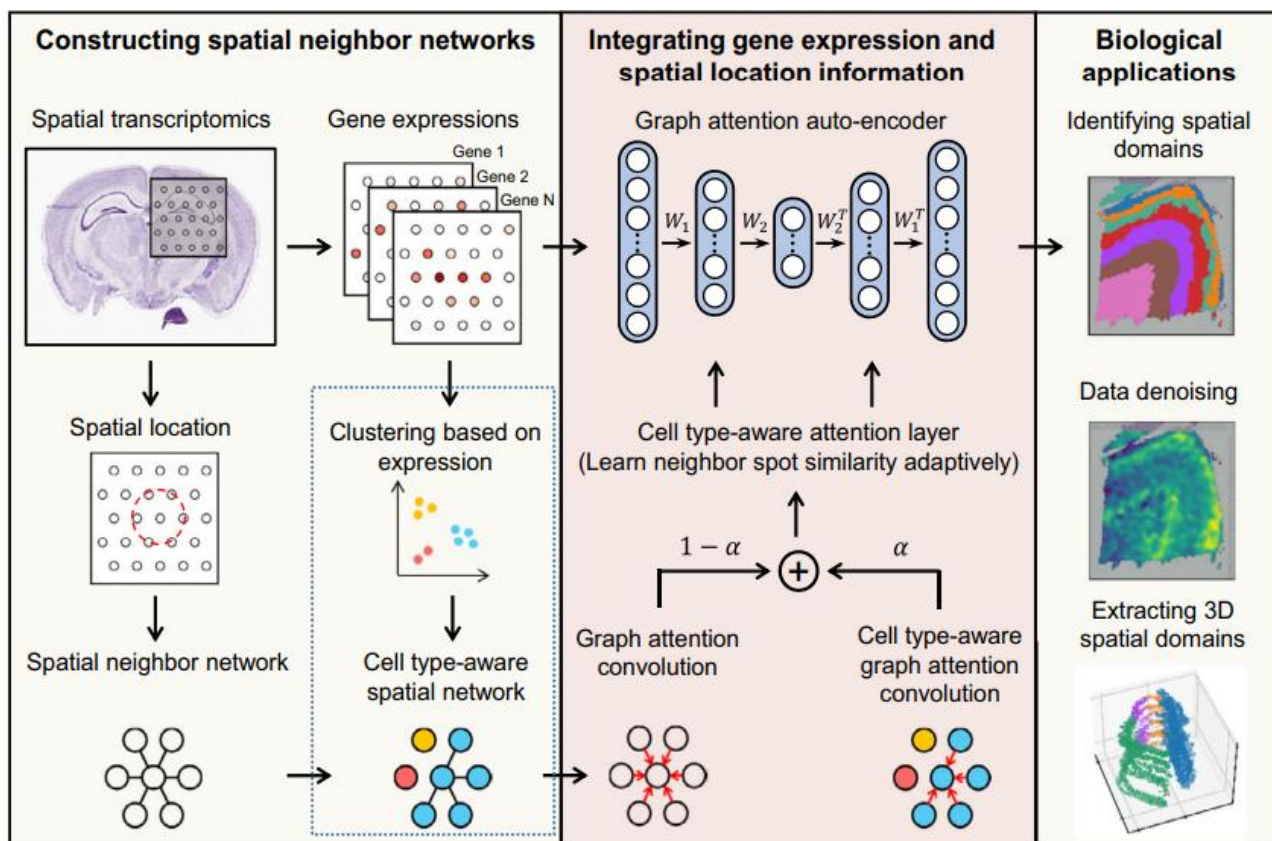 Constructing spatial neighbor networks
Spatial transcriptomics
Gene expressions
Gene 1
Gene 2
Gene N
Spatial location
Clustering based on
expression
Spatial neighbor network
Cell type-aware
spatial network
Integrating gene expression and
spatial location information
Graph attention auto-encoder
W₁
W₂
W₂ᵀ
W₁ᵀ
Cell type-aware attention layer
(Learn neighbor spot similarity adaptively)
1 − α
+
α
Graph attention
convolution
Cell type-aware
graph attention
convolution
Biological
applications
Identifying spatial
domains
Data denoising
Extracting 3D
spatial domains